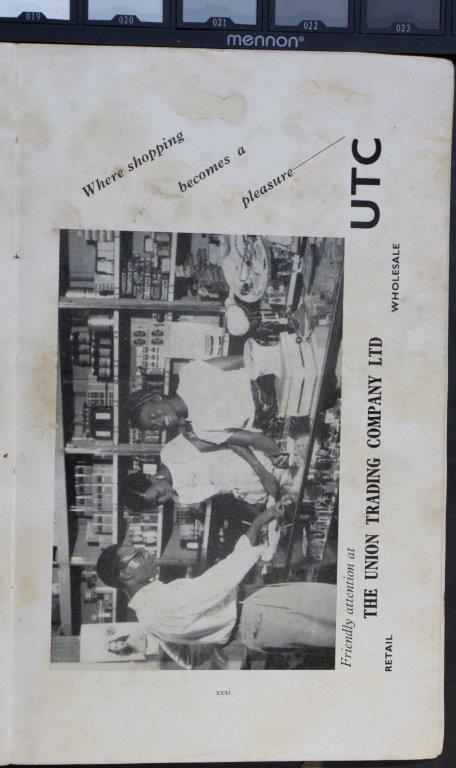 019
020
021
022
023
mennon®
Where shopping
becomes a
pleasure
UTC
Friendly attention at
THE UNION TRADING COMPANY LTD
RETAIL
WHOLESALE
xxxi